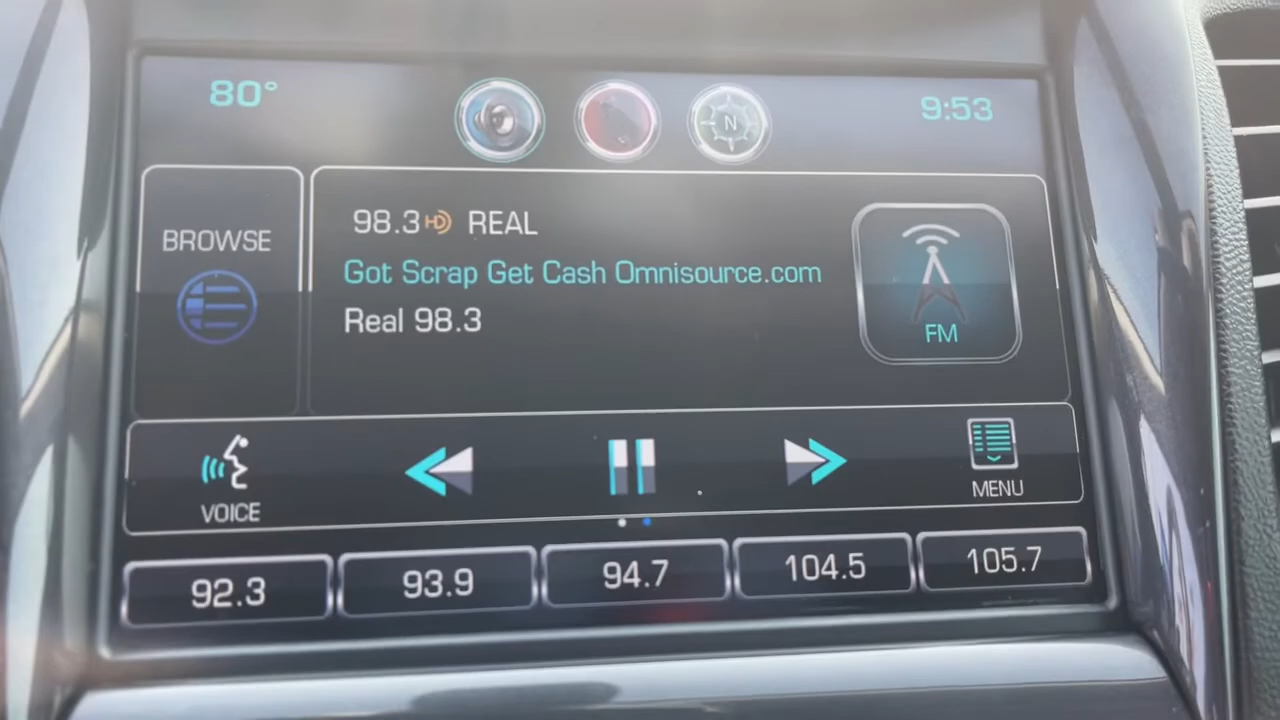 80°
N
9:53
BROWSE
98.3 HD REAL
Got Scrap Get Cash Omnisource.com
Real 98.3
FM
VOICE
MENU
92.3
93.9
94.7
104.5
105.7